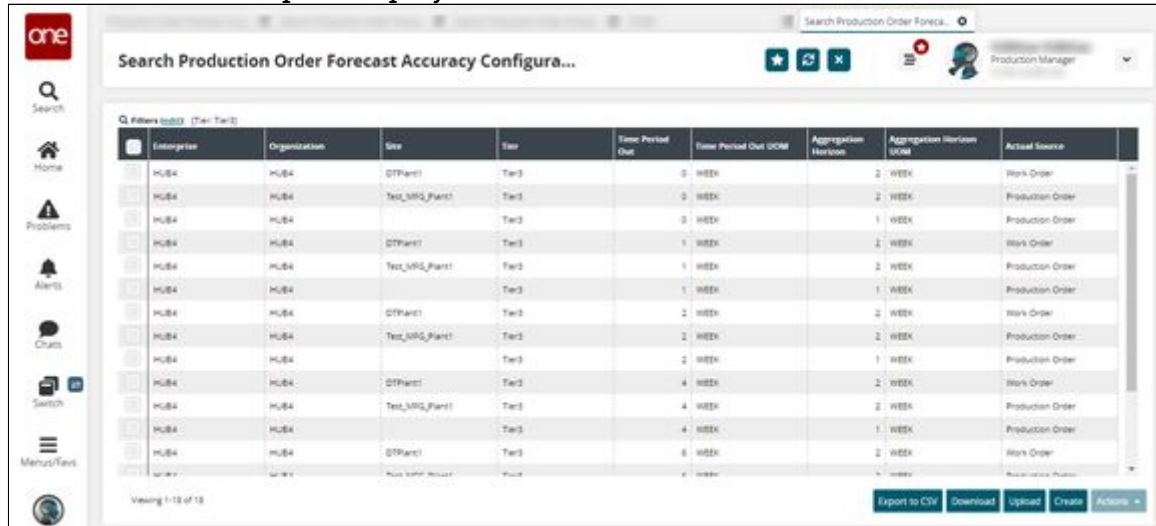 one
Search Production Order Foreca...
Search Production Order Forecast Accuracy Configura...
Production Manager
Search
Home
Problems
Alerts
Chats
Switch
Menus/Favs
Filters (edit) (Tier: Tier3)
Enterprise Organization Site Tier Time Period Out Time Period Out UOM Aggregation Horizon Aggregation Horizon UOM Actual Source
HUB4 HUB4 DTPlant1 Tier3 0 WEEK 2 WEEK Work Order
HUB4 HUB4 Test_MFG_Plant1 Tier3 0 WEEK 2 WEEK Production Order
HUB4 HUB4 Tier3 0 WEEK 1 WEEK Production Order
HUB4 HUB4 DTPlant1 Tier3 1 WEEK 2 WEEK Work Order
HUB4 HUB4 Test_MFG_Plant1 Tier3 1 WEEK 2 WEEK Production Order
HUB4 HUB4 Tier3 1 WEEK 1 WEEK Production Order
HUB4 HUB4 DTPlant1 Tier3 2 WEEK 2 WEEK Work Order
HUB4 HUB4 Test_MFG_Plant1 Tier3 2 WEEK 2 WEEK Production Order
HUB4 HUB4 Tier3 2 WEEK 1 WEEK Production Order
HUB4 HUB4 DTPlant1 Tier3 4 WEEK 2 WEEK Work Order
HUB4 HUB4 Test_MFG_Plant1 Tier3 4 WEEK 2 WEEK Production Order
HUB4 HUB4 Tier3 4 WEEK 1 WEEK Production Order
HUB4 HUB4 DTPlant1 Tier3 6 WEEK 2 WEEK Work Order
Viewing 1-18 of 18
Export to CSV Download Upload Create Actions